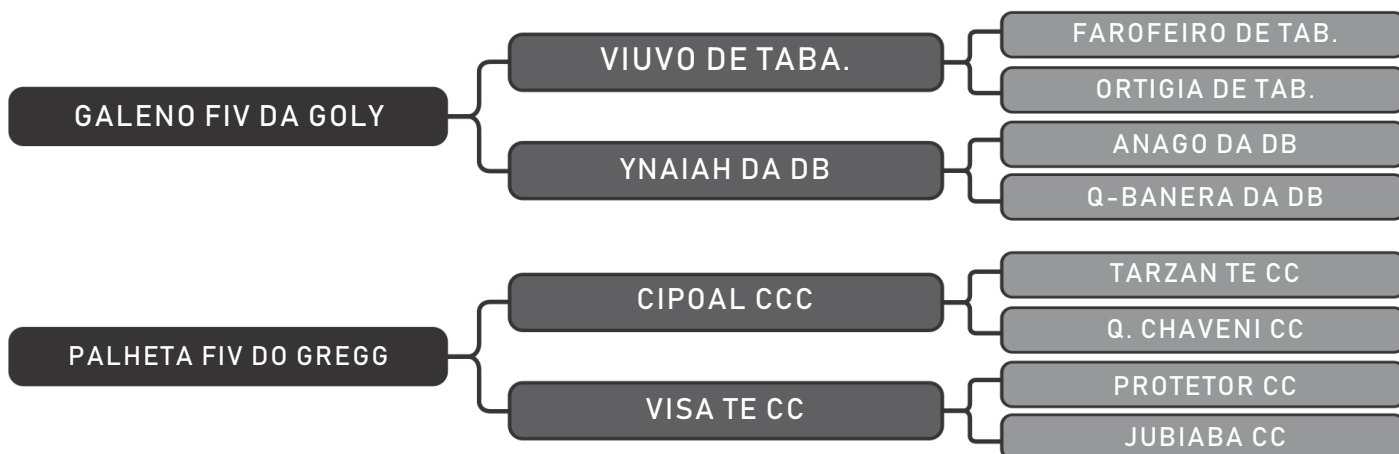 GALENO FIV DA GOLY
VIUVO DE TABA.
FAROFEIRO DE TAB.
ORTIGIA DE TAB.
YNAIAH DA DB
ANAGO DA DB
Q-BANERA DA DB
PALHETA FIV DO GREGG
CIPOAL CCC
TARZAN TE CC
Q. CHAVENI CC
VISA TE CC
PROTETOR CC
JUBIABA CC